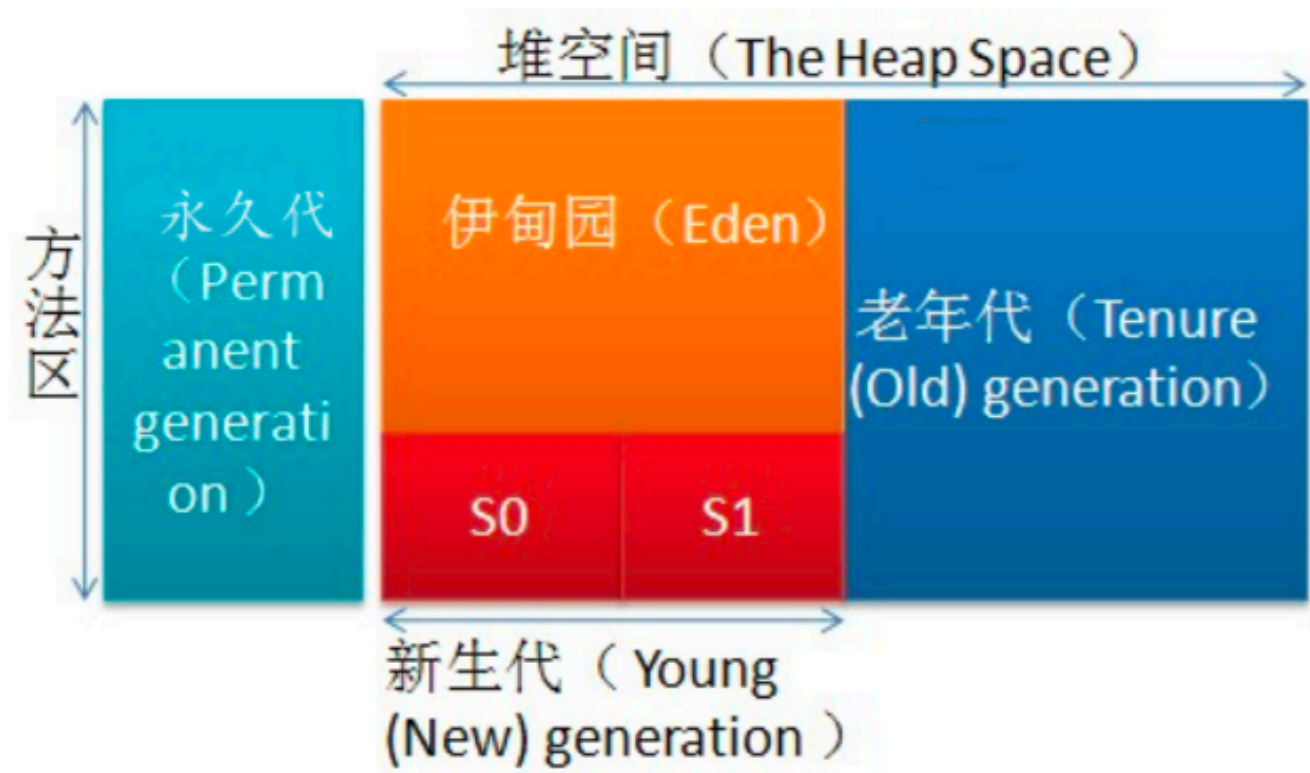 堆空间（The Heap Space）
方法区
永久代
（Perm
anent
generati
on ）
伊甸园（Eden）
S0
S1
老年代（Tenure
(Old) generation）
新生代（ Young
(New) generation ）